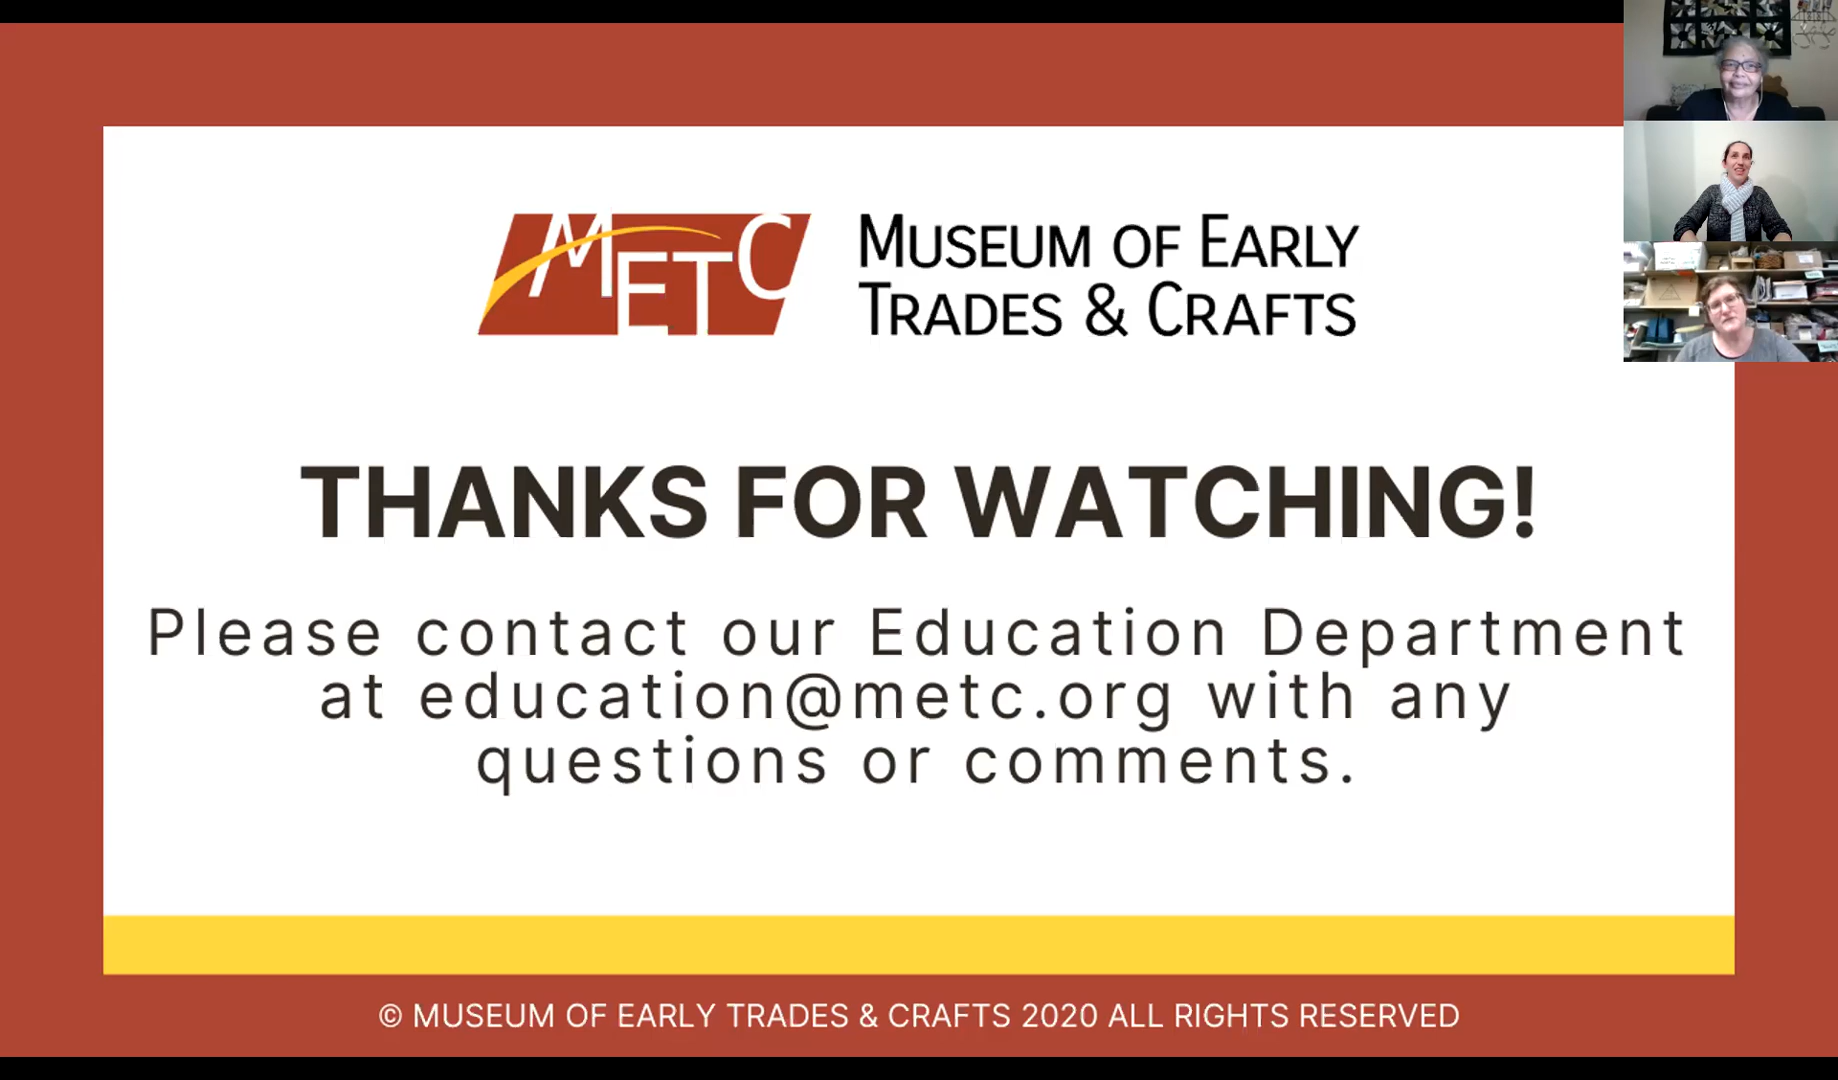 METC
MUSEUM OF EARLY
TRADES & CRAFTS
THANKS FOR WATCHING!
Please contact our Education Department
at education@metc.org with any
questions or comments.
© MUSEUM OF EARLY TRADES & CRAFTS 2020 ALL RIGHTS RESERVED